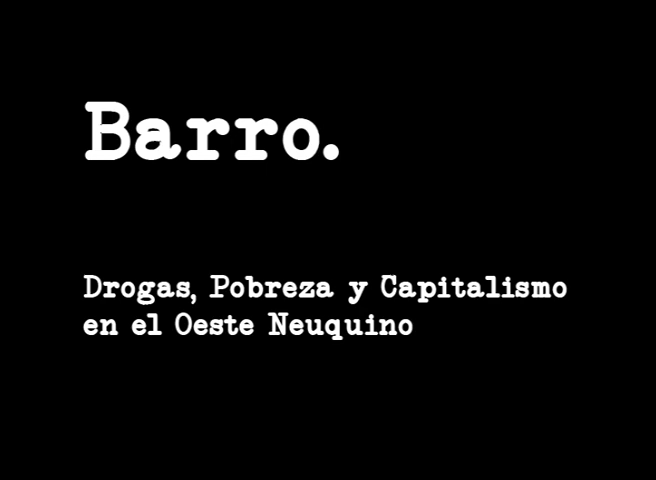 Barro.
Drogas, Pobreza y Capitalismo
en el Oeste Neuquino